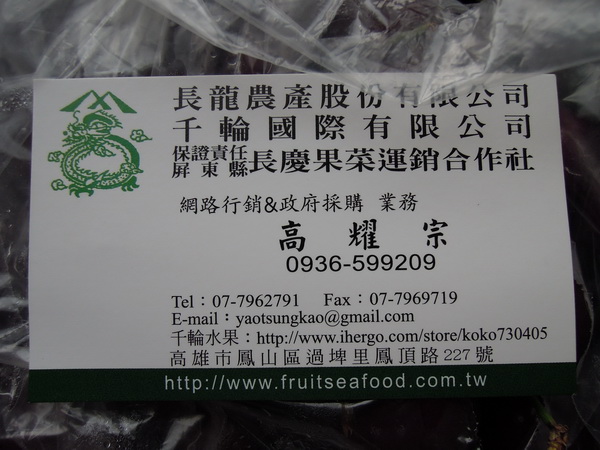 長龍農產股份有限公司
千輪國際有限公司
保證責任
屏東縣
長慶果菜運銷合作社
網路行銷&政府採購 業務
高耀宗
0936-599209
Tel：07-7962791 Fax：07-7969719
E-mail：yaotsungkao@gmail.com
千輪水果：http://www.ihergo.com/store/koko730405
高雄市鳳山區過埤里鳳頂路227號
http://www.fruitseafood.com.tw